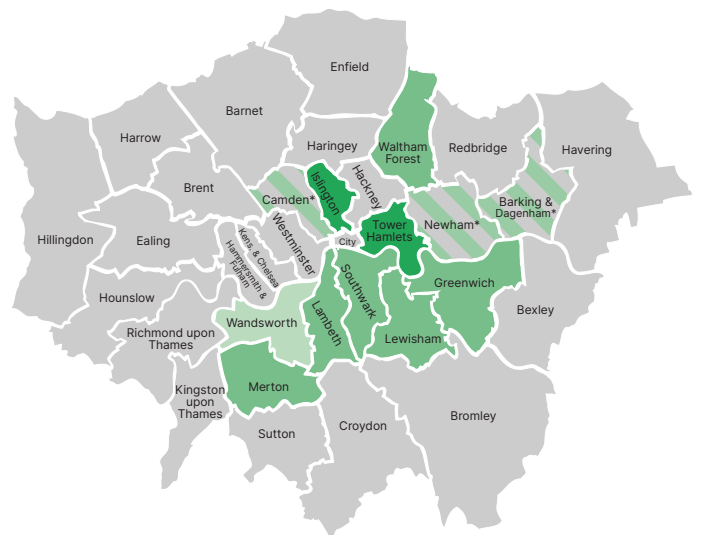 Enfield
Barnet
Harrow
Haringey
Waltham
Forest
Redbridge
Havering
Brent
Camden*
Islington
Hackney
Newham*
Barking &
Dagenham*
Hillingdon
Ealing
Kens. & Chelsea
Hammersmith &
Fulham
Westminster
City
Tower
Hamlets
Hounslow
Richmond upon
Thames
Wandsworth
Lambeth
Southwark
Lewisham
Greenwich
Bexley
Kingston
upon
Thames
Merton
Sutton
Croydon
Bromley